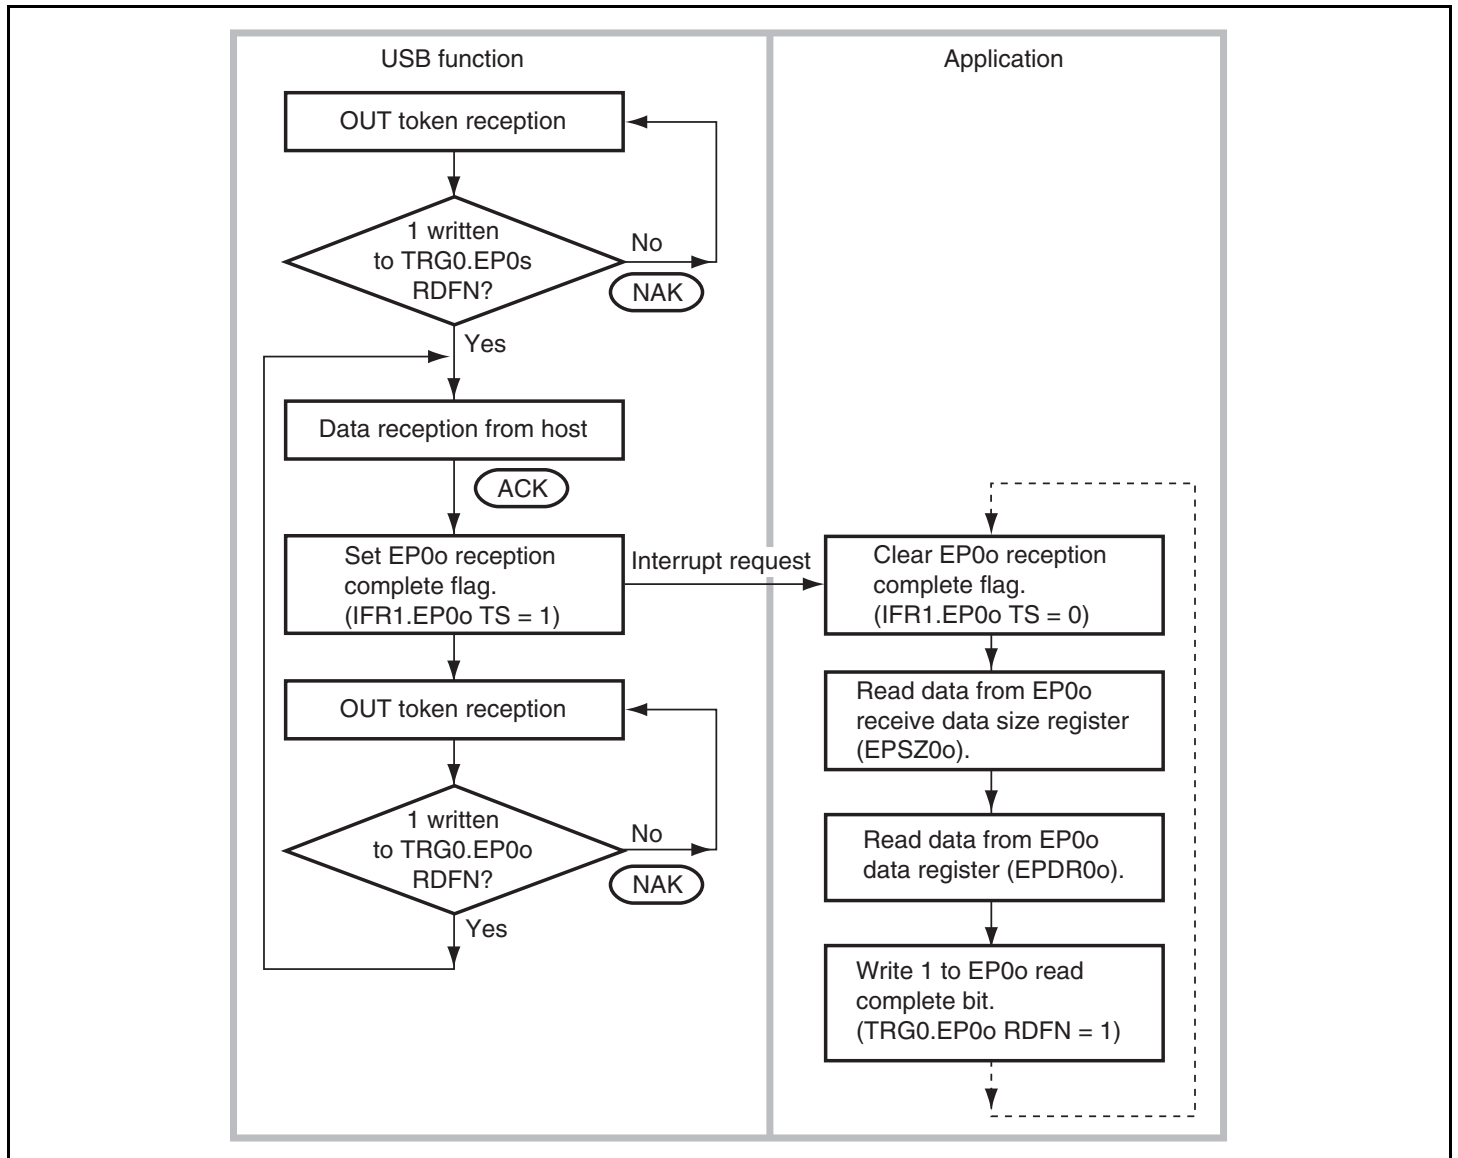 USB function
OUT token reception
1 written
to TRG0.EP0s
RDFN?
No
NAK
Yes
Data reception from host
ACK
Set EP0o reception
complete flag.
(IFR1.EP0o TS = 1)
Interrupt request
OUT token reception
1 written
to TRG0.EP0o
RDFN?
No
NAK
Yes
Application
Clear EP0o reception
complete flag.
(IFR1.EP0o TS = 0)
Read data from EP0o
receive data size register
(EPSZ0o).
Read data from EP0o
data register (EPDR0o).
Write 1 to EP0o read
complete bit.
(TRG0.EP0o RDFN = 1)